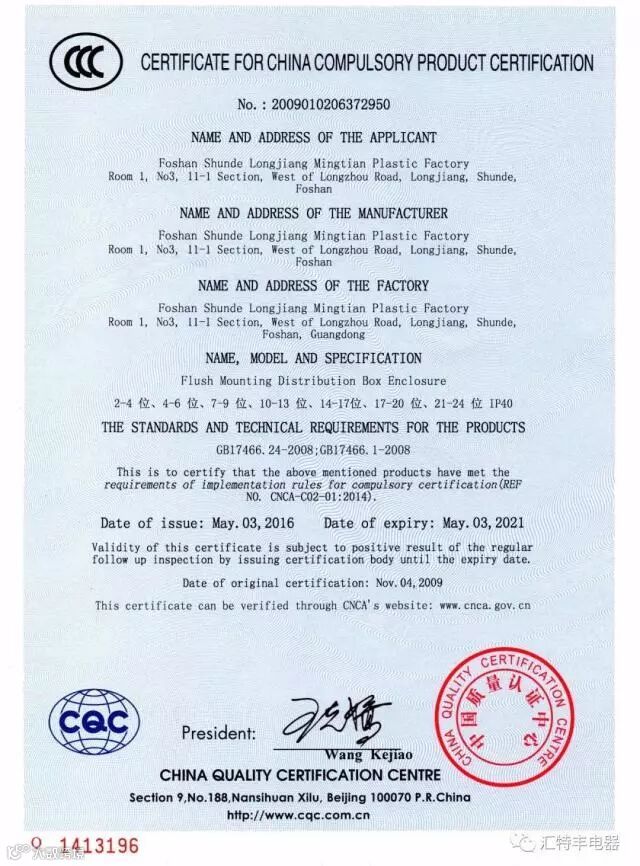 CCC
CERTIFICATE FOR CHINA COMPULSORY PRODUCT CERTIFICATION
No.: 2009010206372950
NAME AND ADDRESS OF THE APPLICANT
Foshan Shunde Longjiang Mingtian Plastic Factory
Room 1, No3, 11-1 Section, West of Longzhou Road, Longjiang, Shunde,
Foshan
NAME AND ADDRESS OF THE MANUFACTURER
Foshan Shunde Longjiang Mingtian Plastic Factory
Room 1, No3, 11-1 Section, West of Longzhou Road, Longjiang, Shunde,
Foshan
NAME AND ADDRESS OF THE FACTORY
Foshan Shunde Longjiang Mingtian Plastic Factory
Room 1, No3, 11-1 Section, West of Longzhou Road, Longjiang, Shunde,
Foshan, Guangdong
NAME, MODEL AND SPECIFICATION
Flush Mounting Distribution Box Enclosure
2-4 位、4-6 位、7-9 位、10-13 位、14-17位、17-20 位、21-24 位 IP40
THE STANDARDS AND TECHNICAL REQUIREMENTS FOR THE PRODUCTS
GB17466.24-2008;GB17466.1-2008
This is to certify that the above mentioned products have met the
requirements of implementation rules for compulsory certification(REF
NO. CNCA-C02-01:2014).
Date of issue: May.03,2016 Date of expiry: May.03,2021
Validity of this certificate is subject to positive result of the regular
follow up inspection by issuing certification body until the expiry date.
Date of original certification: Nov.04,2009
This certificate can be verified through CNCA's website: www.cnca.gov.cn
CHINA QUALITY CERTIFICATION CENTRE
中国质量认证中心
CQC
President:
Wang Kejiao
CHINA QUALITY CERTIFICATION CENTRE
Section 9,No.188,Nansihuan Xilu, Beijing 100070 P.R.China
http://www.cqc.com.cn
1413196
汇特丰电器